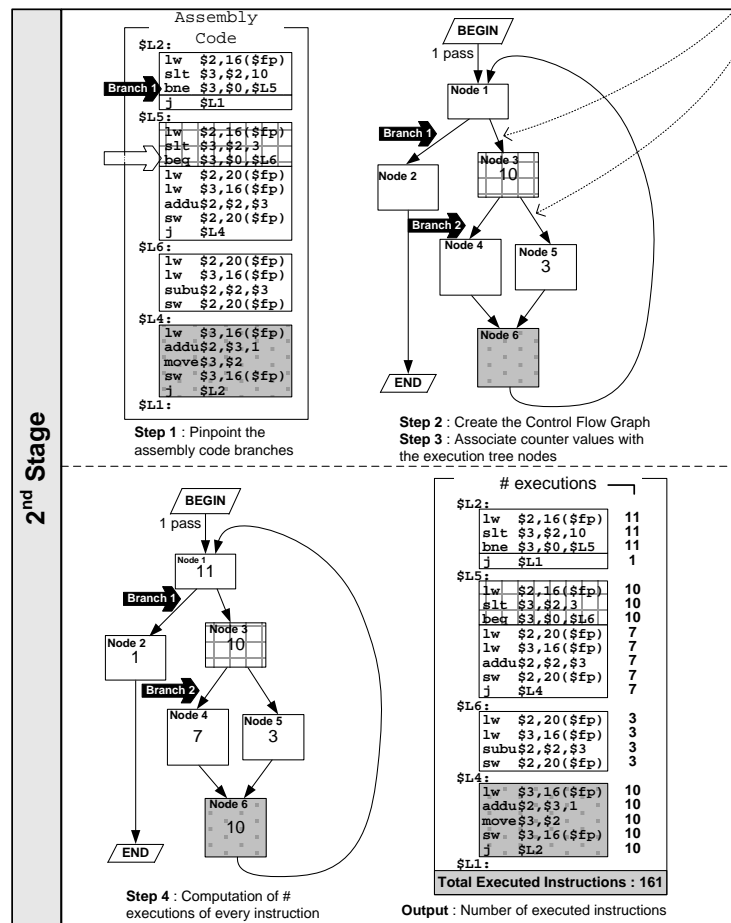 2nd Stage
Assembly
Code
$L2:
lw $2,16($fp)
slt $3,$2,10
Branch 1
bne $3,$0,$L5
j $L1
$L5:
lw $2,16($fp)
slt $3,$2,3
beq $3,$0,$L6
lw $2,20($fp)
lw $3,16($fp)
addu $2,$2,$3
sw $2,20($fp)
j $L4
$L6:
lw $2,20($fp)
lw $3,16($fp)
subu $2,$2,$3
sw $2,20($fp)
$L4:
lw $3,16($fp)
addu $2,$3,1
move $3,$2
sw $3,16($fp)
j $L2
$L1:
Step 1 : Pinpoint the
assembly code branches
BEGIN
1 pass
Node 1
Branch 1
Node 2
Node 3
10
Branch 2
Node 4
Node 5
3
Node 6
END
Step 2 : Create the Control Flow Graph
Step 3 : Associate counter values with
the execution tree nodes
BEGIN
1 pass
Node 1
11
Branch 1
Node 2
1
Node 3
10
Branch 2
Node 4
7
Node 5
3
Node 6
10
END
Step 4 : Computation of #
executions of every instruction
# executions
$L2:
lw $2,16($fp) 11
slt $3,$2,10 11
bne $3,$0,$L5 11
j $L1 1
$L5:
lw $2,16($fp) 10
slt $3,$2,3 10
beq $3,$0,$L6 10
lw $2,20($fp) 7
lw $3,16($fp) 7
addu $2,$2,$3 7
sw $2,20($fp) 7
j $L4 7
$L6:
lw $2,20($fp) 3
lw $3,16($fp) 3
subu $2,$2,$3 3
sw $2,20($fp) 3
$L4:
lw $3,16($fp) 10
addu $2,$3,1 10
move $3,$2 10
sw $3,16($fp) 10
j $L2 10
$L1:
Total Executed Instructions : 161
Output : Number of executed instructions